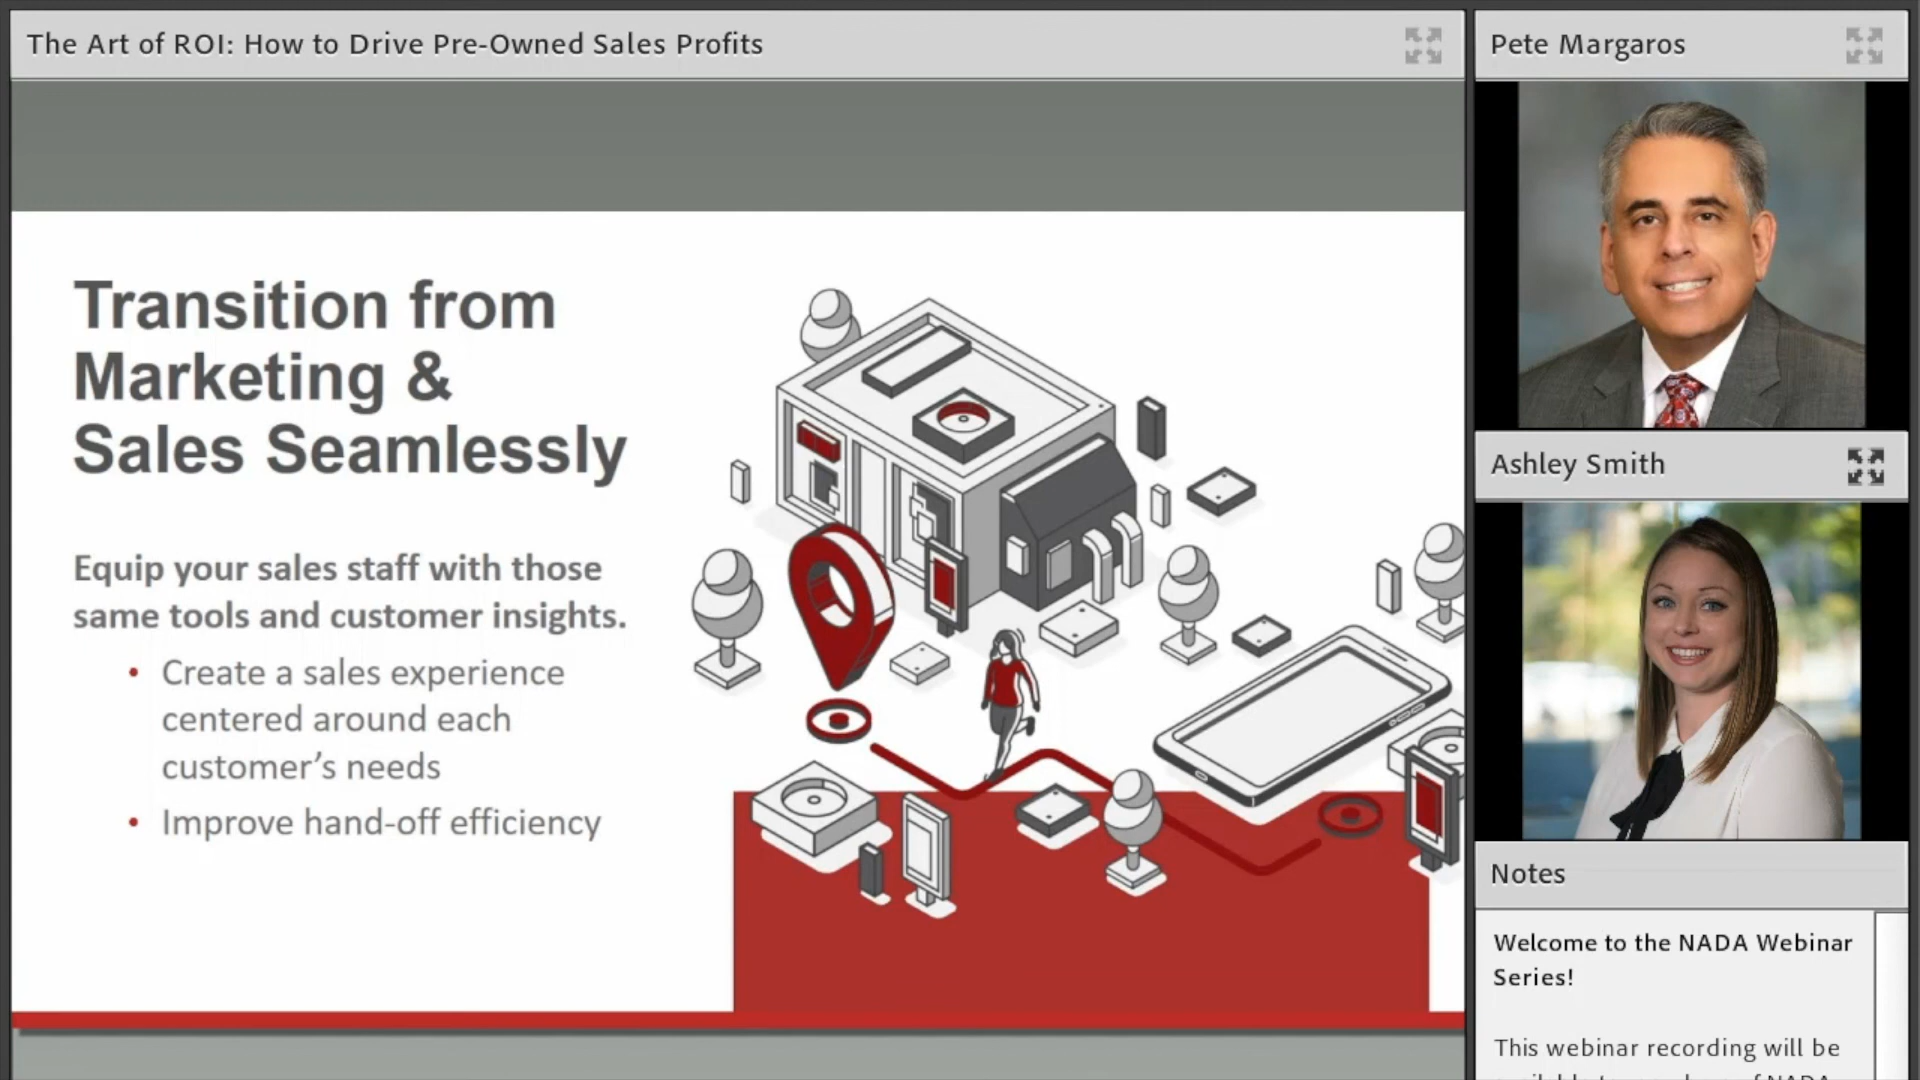 The Art of ROI: How to Drive Pre-Owned Sales Profits
Transition from
Marketing &
Sales Seamlessly
Equip your sales staff with those
same tools and customer insights.
• Create a sales experience
centered around each
customer’s needs
• Improve hand-off efficiency
Pete Margaros
Ashley Smith
Notes
Welcome to the NADA Webinar
Series!
This webinar recording will be